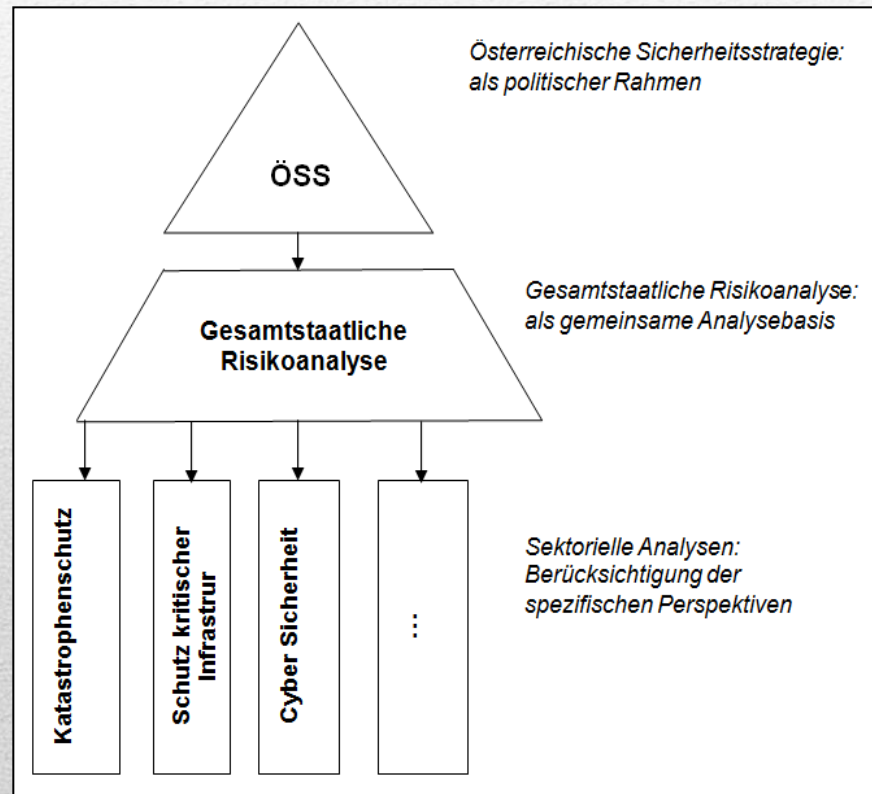 Österreichische Sicherheitsstrategie:
als politischer Rahmen
ÖSS
Gesamtstaatliche Risikoanalyse:
als gemeinsame Analysebasis
Gesamtstaatliche
Risikoanalyse
Katastrophenschutz
Schutz kritischer
Infrastrur
Cyber Sicherheit
...
Sektorielle Analysen:
Berücksichtigung der
spezifischen Perspektiven